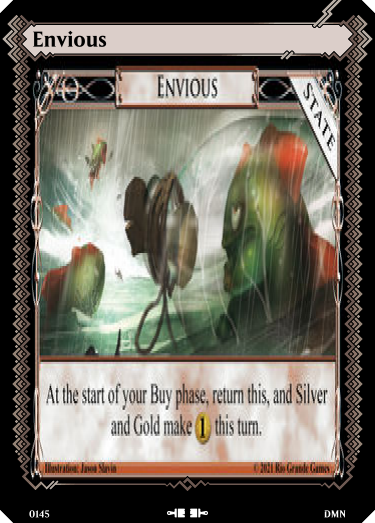 Envious
ENVIOUS
STATE
At the start of your Buy phase, return this, and Silver
and Gold make 1 this turn.
Illustration: Jason Slavin © 2021 Rio Grande Games
0145 DMN